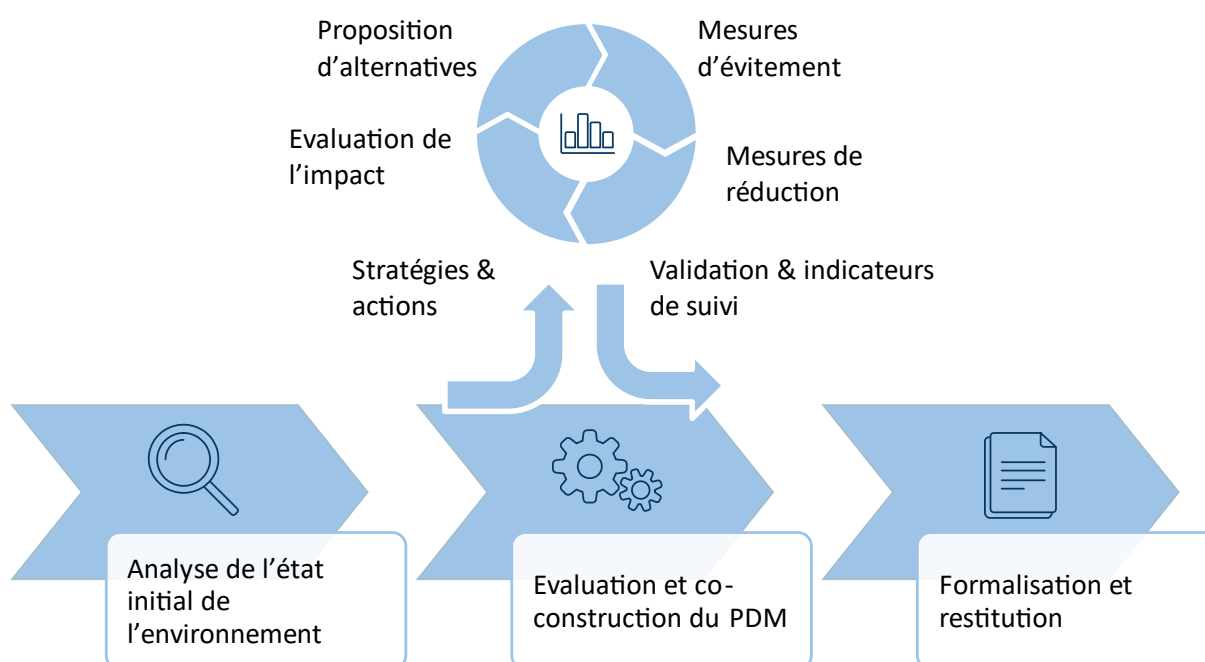 Proposition
d'alternatives
Mesures
d'évitement
Evaluation de
l'impact
Mesures de
réduction
Stratégies &
actions
Validation & indicateurs
de suivi
Analyse de l'état
initial de
l'environnement
Evaluation et co-
construction du PDM
Formalisation et
restitution